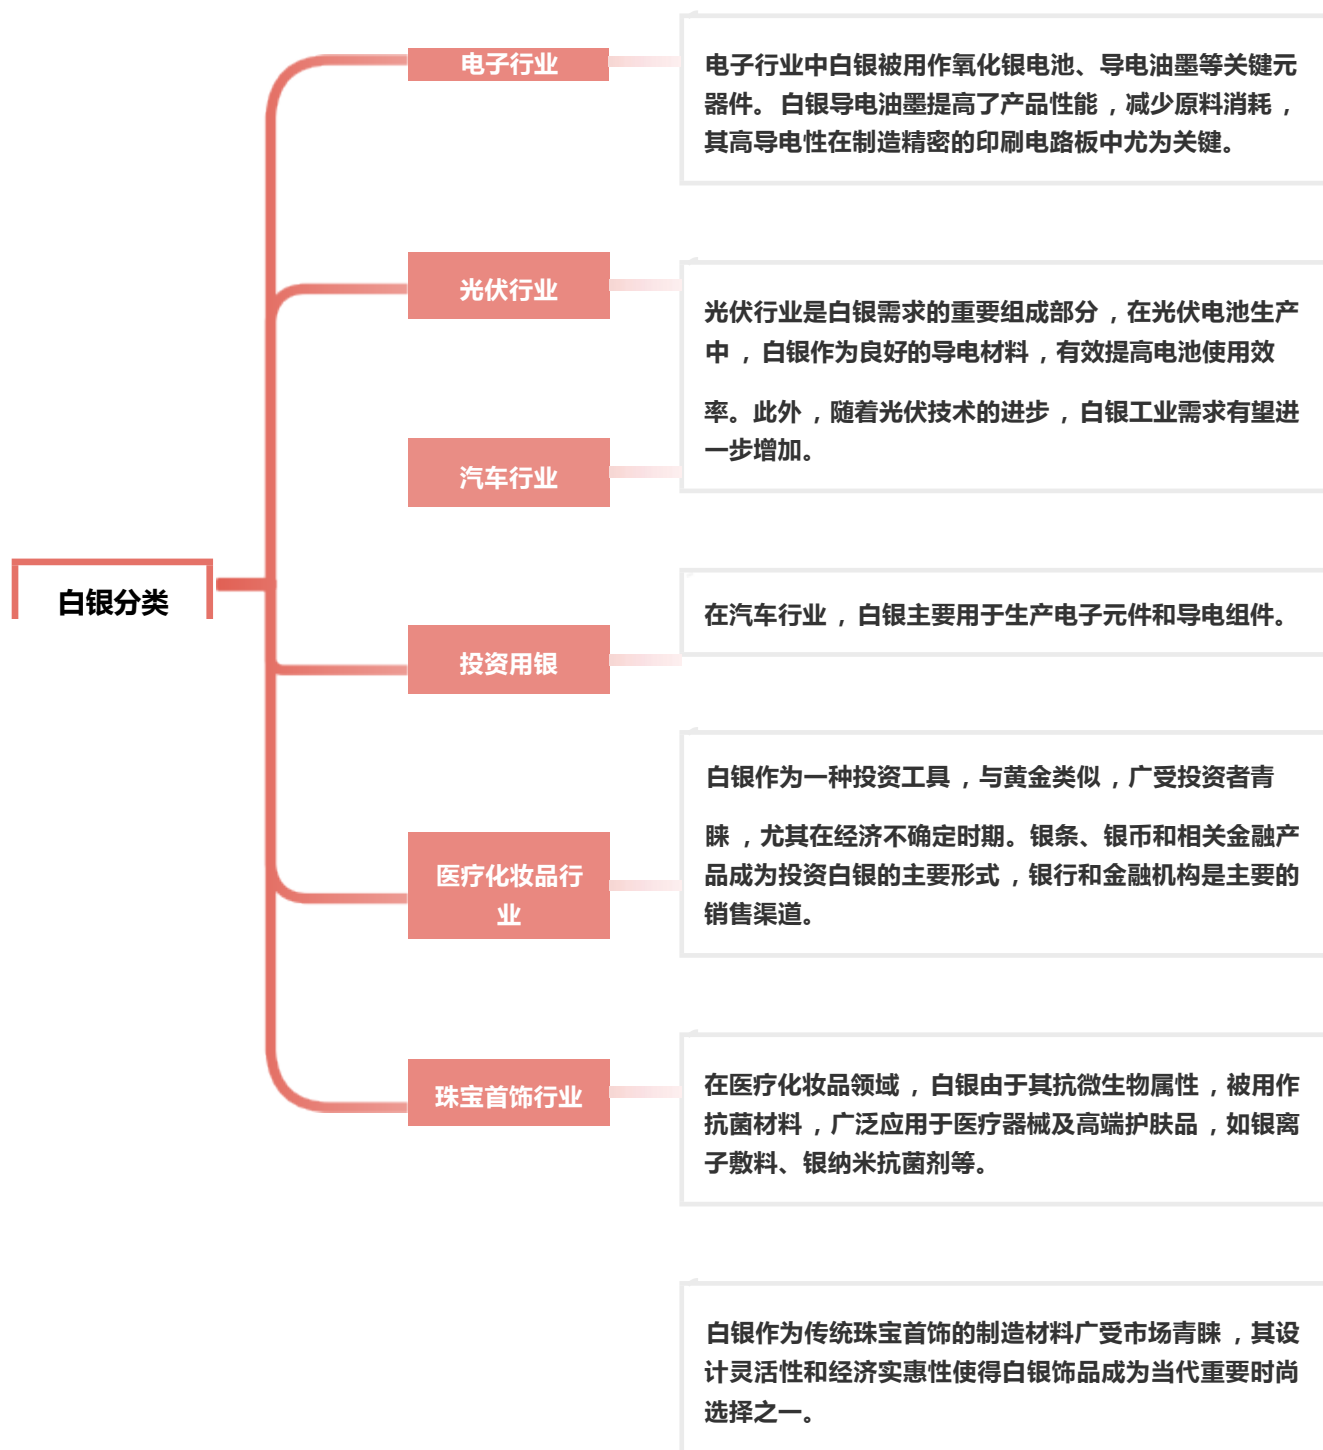 白银分类
电子行业
电子行业中白银被用作氧化银电池、导电油墨等关键元
器件。白银导电油墨提高了产品性能，减少原料消耗，
其高导电性在制造精密的印刷电路板中尤为关键。
光伏行业
光伏行业是白银需求的重要组成部分，在光伏电池生产
中，白银作为良好的导电材料，有效提高电池使用效
率。此外，随着光伏技术的进步，白银工业需求有望进
一步增加。
汽车行业
在汽车行业，白银主要用于生产电子元件和导电组件。
投资用银
白银作为一种投资工具，与黄金类似，广受投资者青
睐，尤其在经济不确定时期。银条、银币和相关金融产
品成为投资白银的主要形式，银行和金融机构是主要的
销售渠道。
医疗化妆品行
业
在医疗化妆品领域，白银由于其抗微生物属性，被用作
抗菌材料，广泛应用于医疗器械及高端护肤品，如银离
子敷料、银纳米抗菌剂等。
珠宝首饰行业
白银作为传统珠宝首饰的制造材料广受市场青睐，其设
计灵活性和经济实惠性使得白银饰品成为当代重要时尚
选择之一。